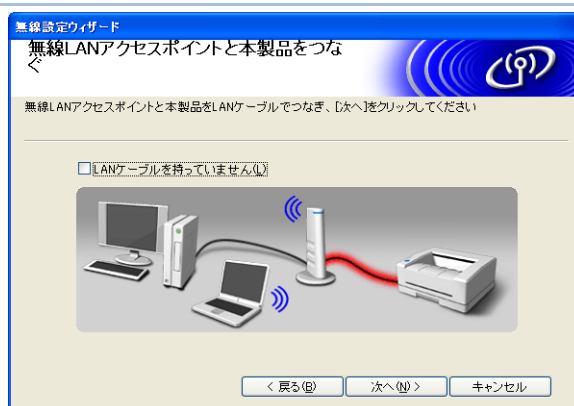 無線設定ウィザード
無線LANアクセスポイントと本製品をつな
ぐ
無線LANアクセスポイントと本製品をLANケーブルでつなぎ、[次へ]をクリックしてください
LANケーブルを持っていません(L)
< 戻る(B)
次へ(N) >
キャンセル